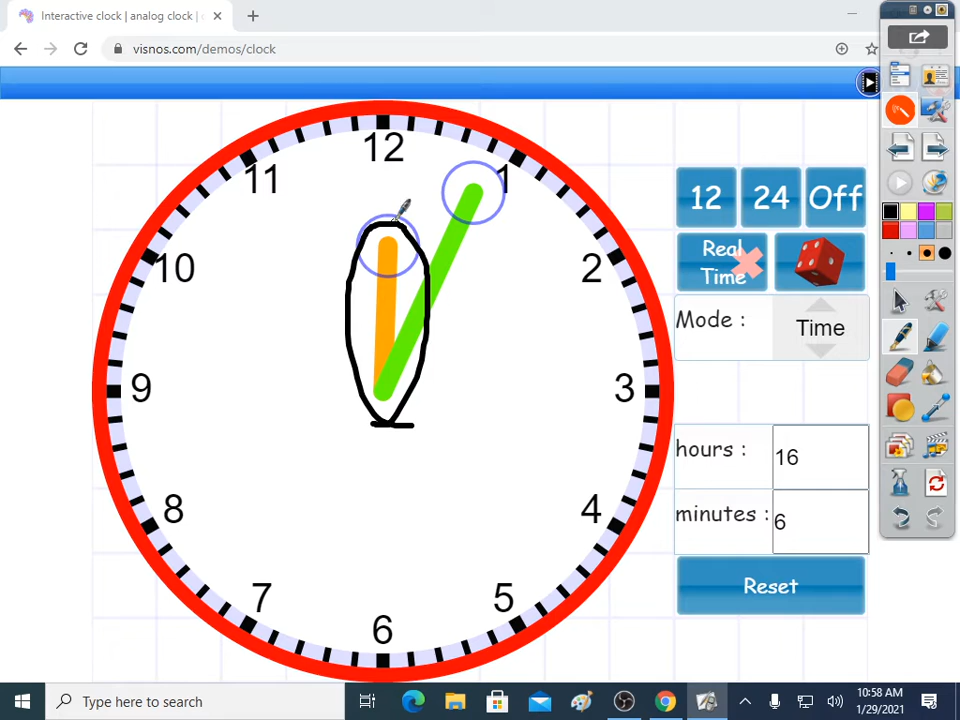 Interactive clock | analog clock |
visnos.com/demos/clock
12
11
1
10
2
9
3
8
4
7
5
6
12
24
Off
Real
Time
Mode :
Time
hours :
16
minutes :
6
Reset
Type here to search
10:58 AM
1/29/2021